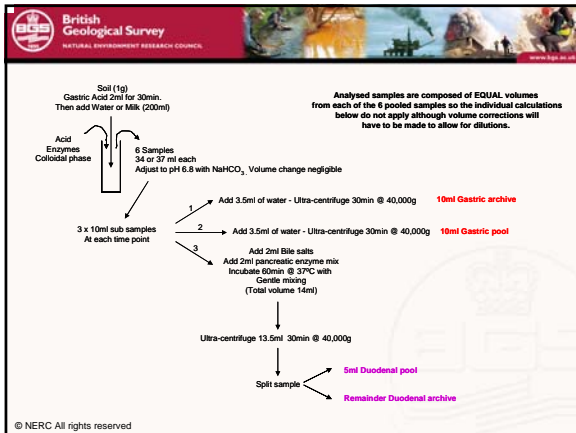 BGS
British
Geological Survey
NATURAL ENVIRONMENT RESEARCH COUNCIL
www.bgs.ac.uk
Soil (1g)
Gastric Acid 2ml for 30min.
Then add Water or Milk (200ml)
Analysed samples are composed of EQUAL volumes
from each of the 6 pooled samples so the individual calculations
below do not apply although volume corrections will
have to be made to allow for dilutions.
Acid
Enzymes
Colloidal phase
6 Samples
34 or 37 ml each
Adjust to pH 6.8 with NaHCO3. Volume change negligible
3 x 10ml sub samples
At each time point
1
Add 3.5ml of water - Ultra-centrifuge 30min @ 40,000g
10ml Gastric archive
2
Add 3.5ml of water - Ultra-centrifuge 30min @ 40,000g
10ml Gastric pool
3
Add 2ml Bile salts
Add 2ml pancreatic enzyme mix
Incubate 60min @ 37ºC with
Gentle mixing
(Total volume 14ml)
Ultra-centrifuge 13.5ml 30min @ 40,000g
Split sample
5ml Duodenal pool
Remainder Duodenal archive
© NERC All rights reserved